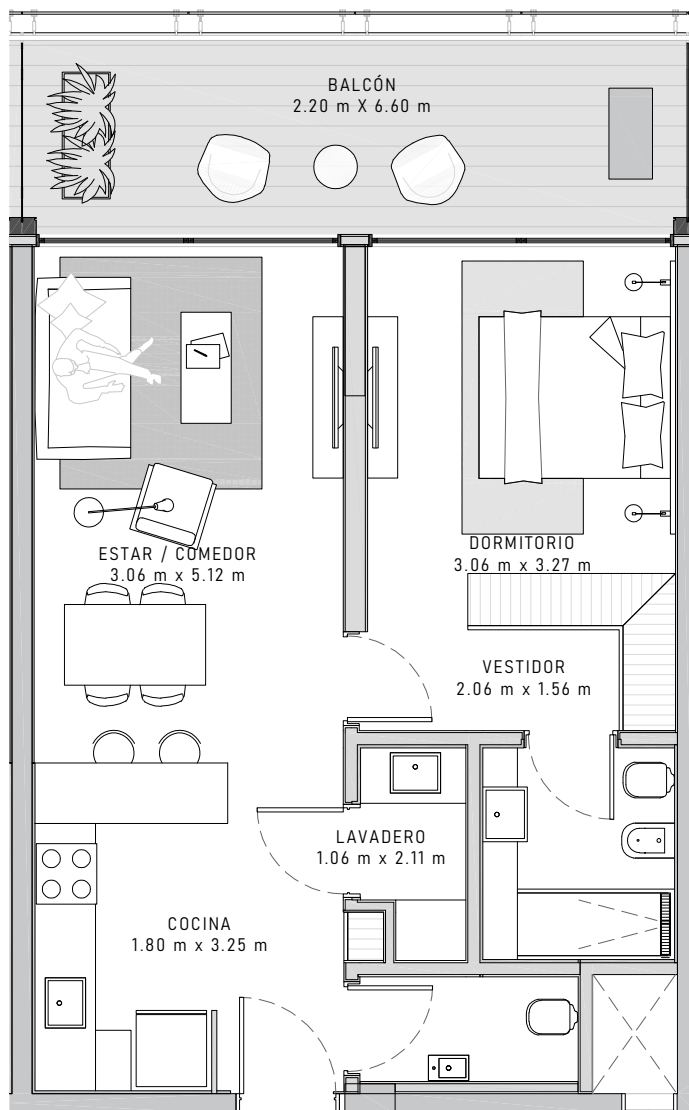 BALCÓN
2.20 m X 6.60 m
ESTAR / COMEDOR
3.06 m x 5.12 m
DORMITORIO
3.06 m x 3.27 m
VESTIDOR
2.06 m x 1.56 m
LAVADERO
1.06 m x 2.11 m
COCINA
1.80 m x 3.25 m